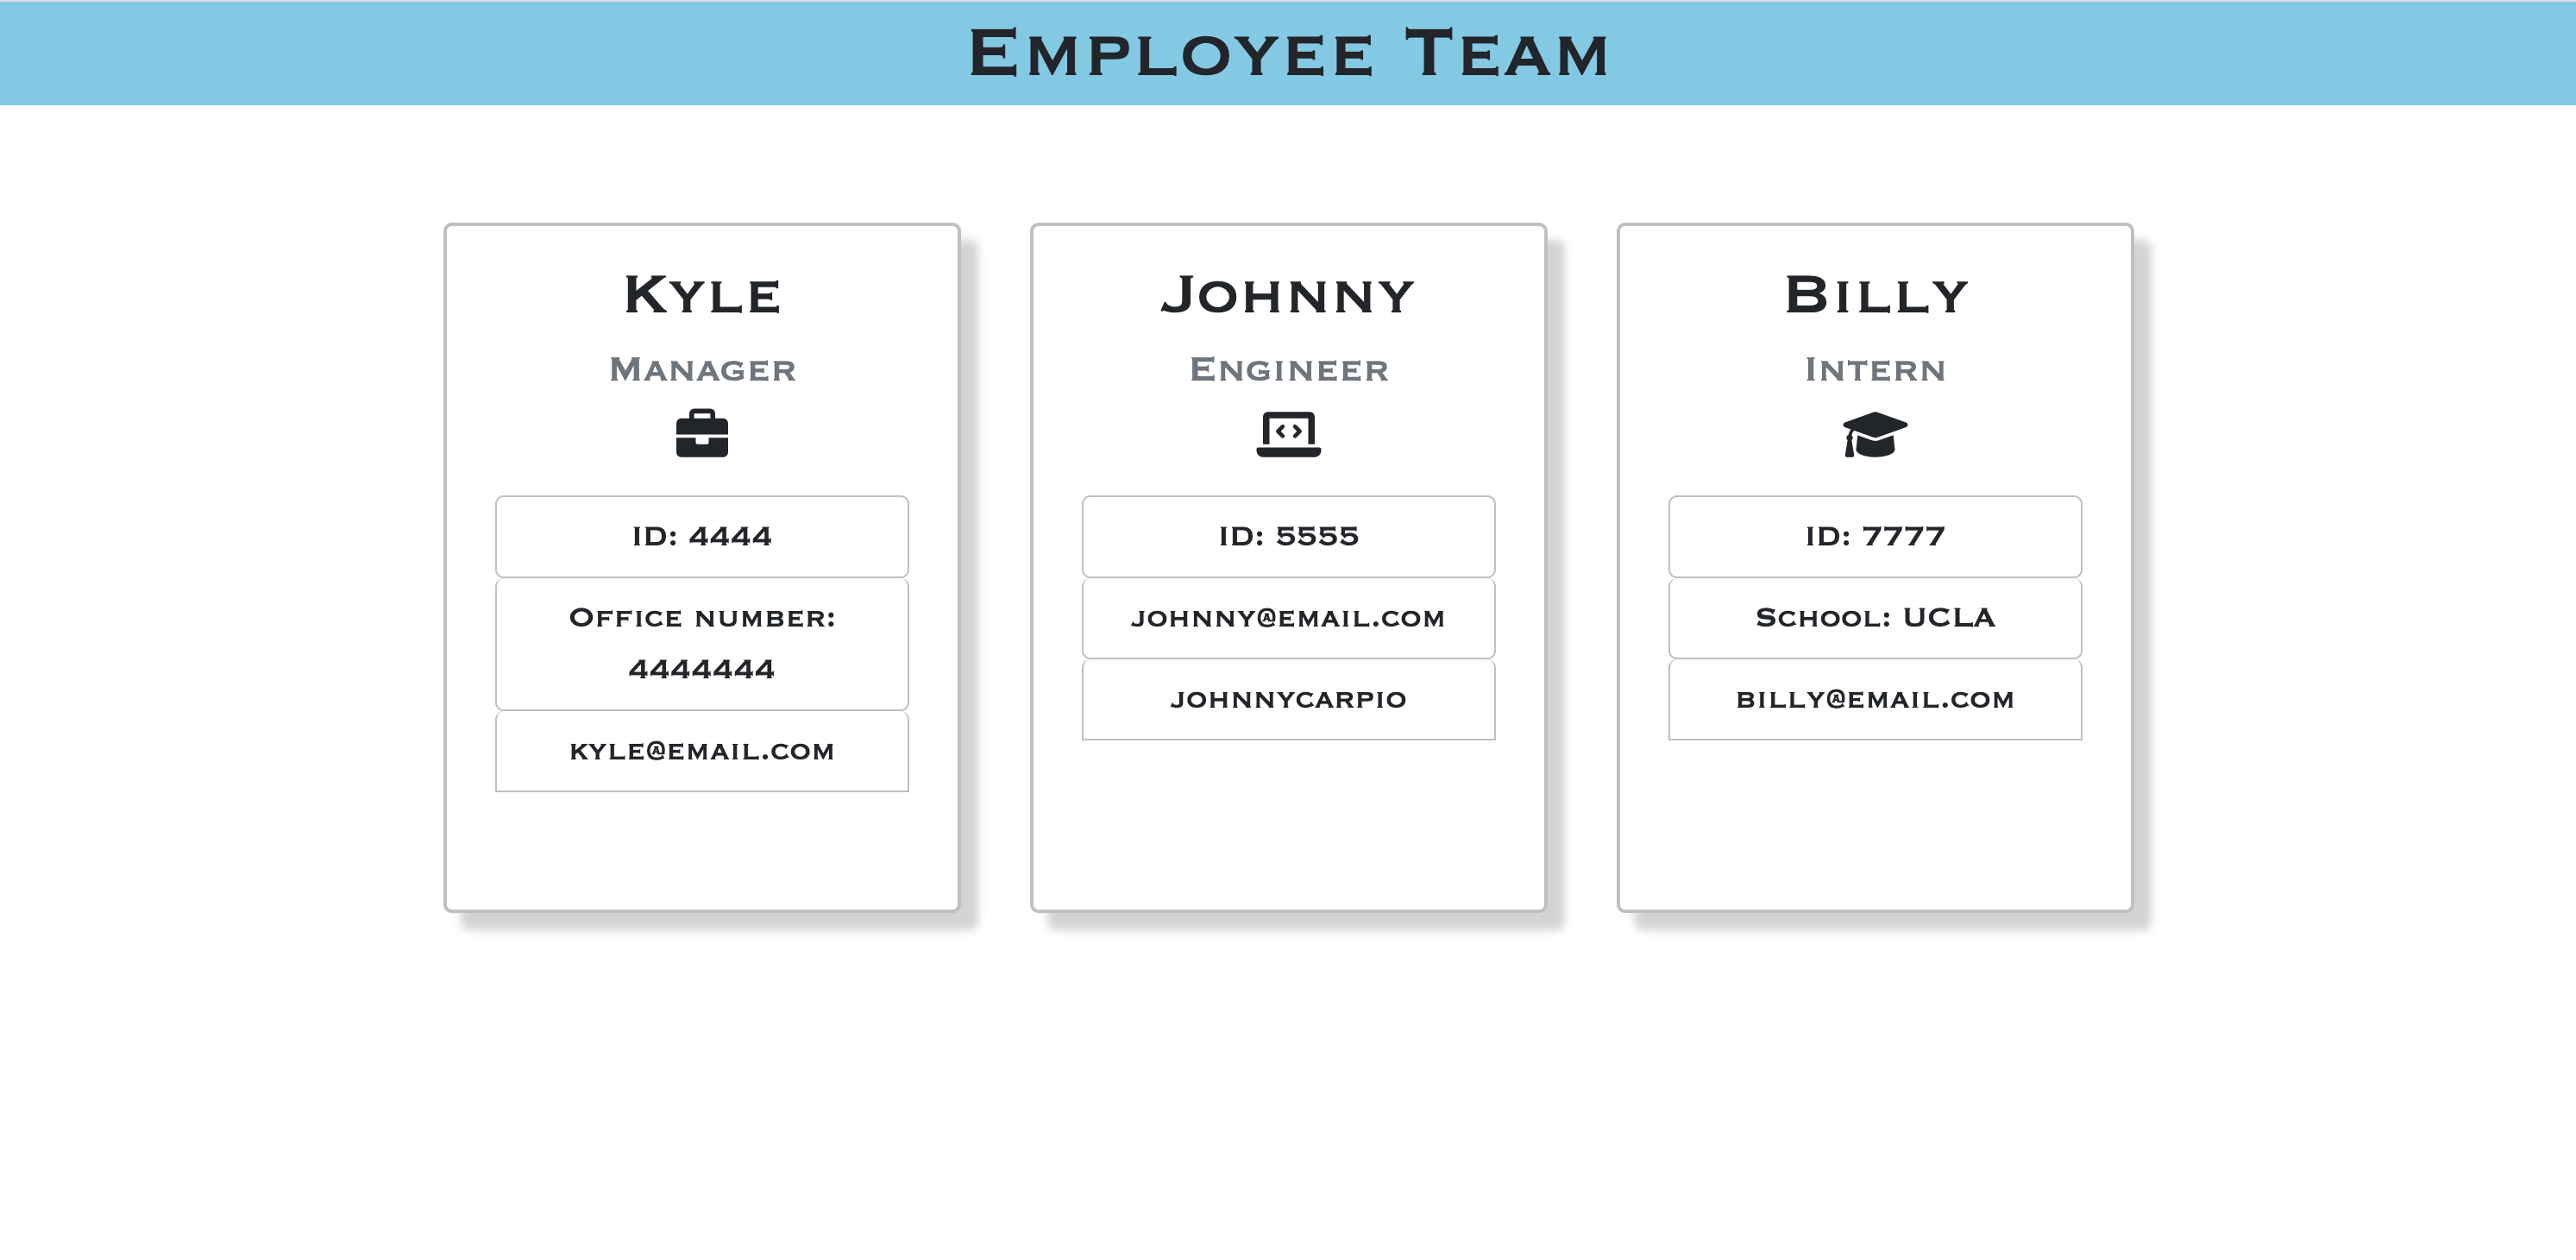 Employee Team
Kyle
Manager
ID: 4444
Office number:
4444444
kyle@email.com
Johnny
Engineer
ID: 5555
johnny@email.com
johnnycarpio
Billy
Intern
ID: 7777
School: UCLA
billy@email.com